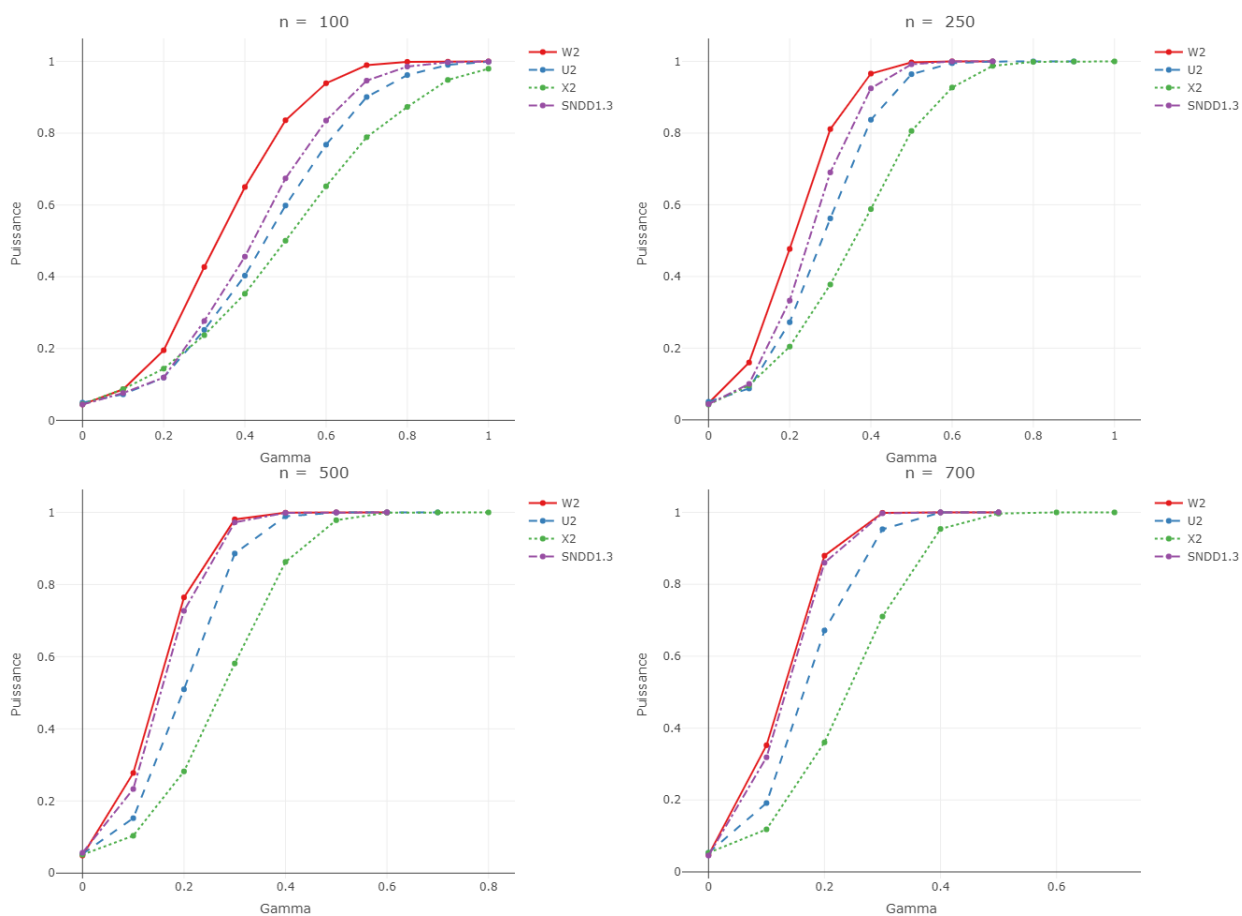 n = 100
W2
U2
X2
SNDD1.3
Puissance
1
0.8
0.6
0.4
0.2
0
0 0.2 0.4 0.6 0.8 1
Gamma
n = 250
W2
U2
X2
SNDD1.3
Puissance
1
0.8
0.6
0.4
0.2
0
0 0.2 0.4 0.6 0.8 1
Gamma
n = 500
W2
U2
X2
SNDD1.3
Puissance
1
0.8
0.6
0.4
0.2
0
0 0.2 0.4 0.6 0.8
Gamma
n = 700
W2
U2
X2
SNDD1.3
Puissance
1
0.8
0.6
0.4
0.2
0
0 0.2 0.4 0.6
Gamma